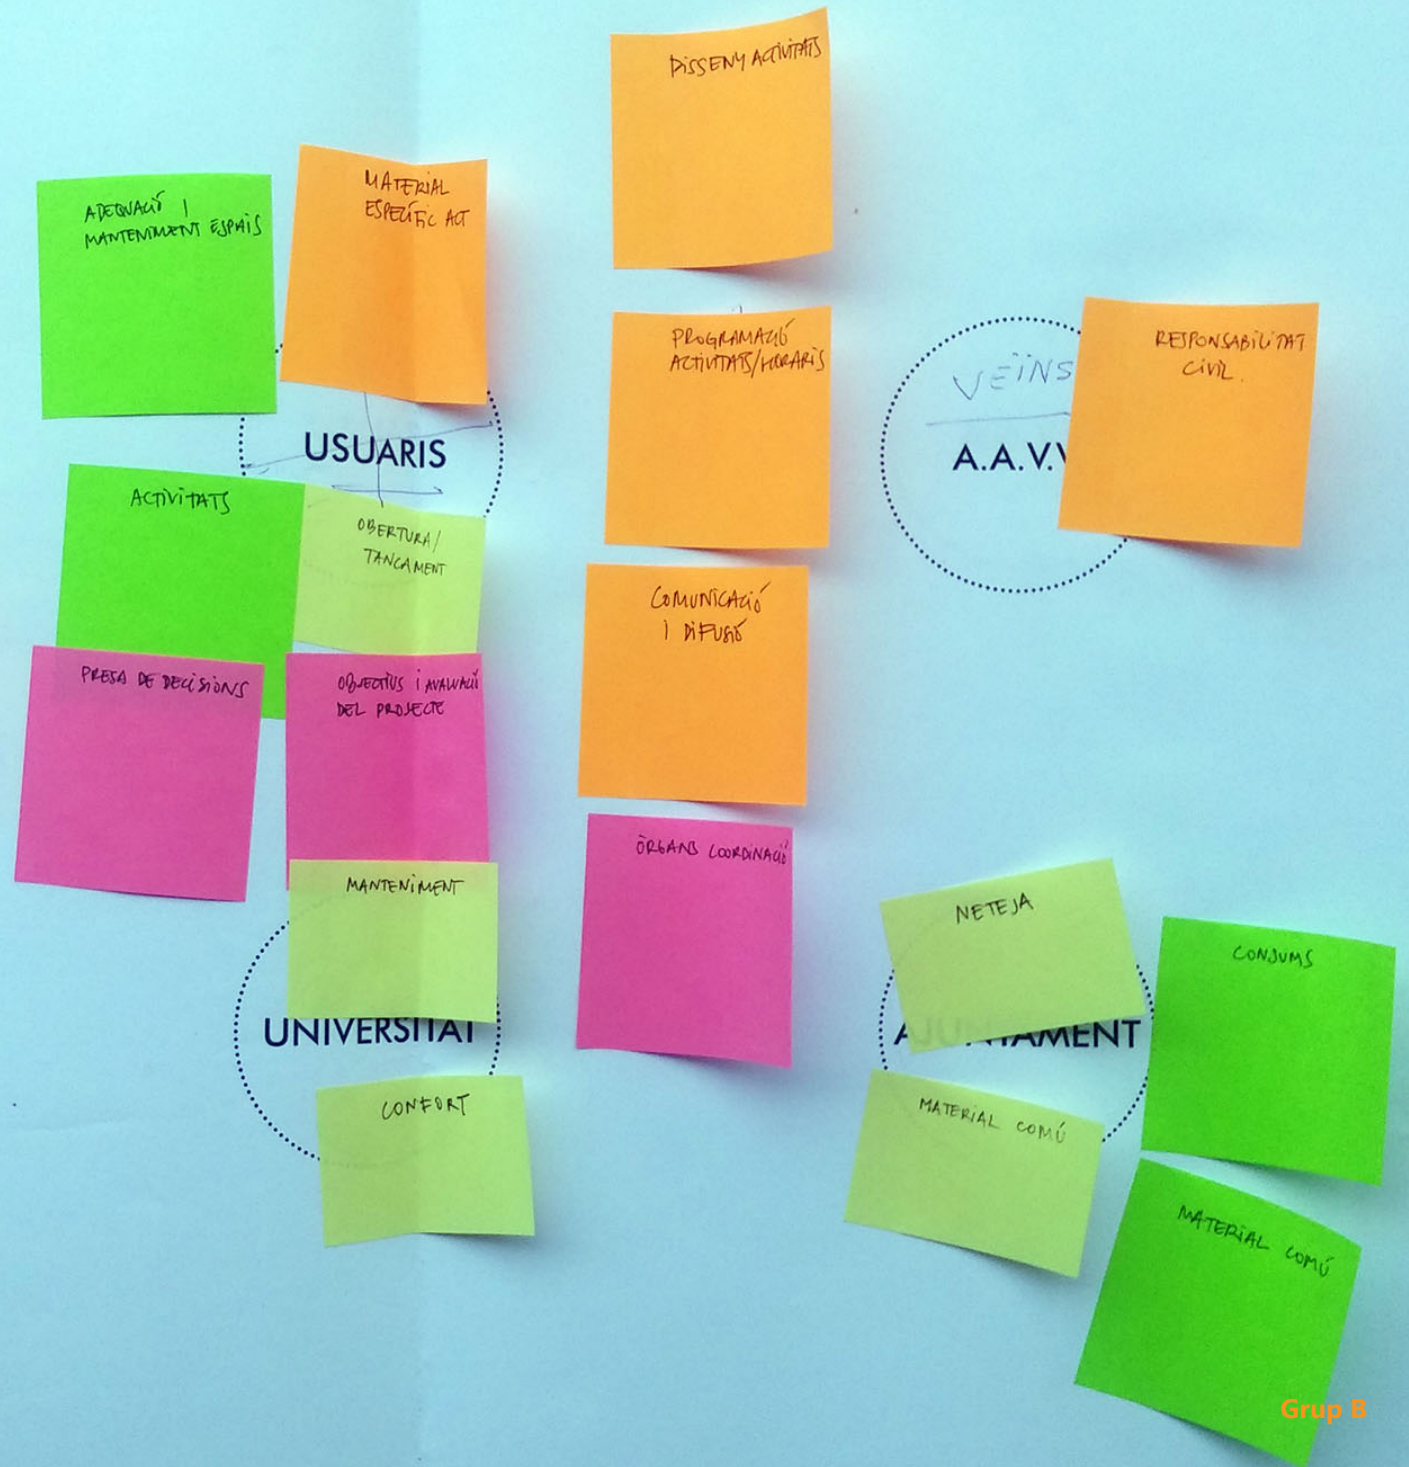 DISSENY ACTIVITATS
ADEQUACIÓ I
MANTENIMENT ESPAIS
MATERIAL
ESPECÍFIC ACT
PROGRAMACIÓ
ACTIVITATS/HORARIS
VEÏNS
A.A.V.V
RESPONSABILITAT
CIVIL.
USUARIS
ACTIVITATS
OBERTURA/
TANCAMENT
COMUNICACIÓ
I DIFUSIÓ
PRESA DE DECISIONS
OBJECTIUS I AVALUACIÓ
DEL PROJECTE
ÒRGANS COORDINACIÓ
MANTENIMENT
UNIVERSITAT
CONFORT
NETEJA
AJUNTAMENT
CONSUMS
MATERIAL COMÚ
MATERIAL COMÚ
Grup B